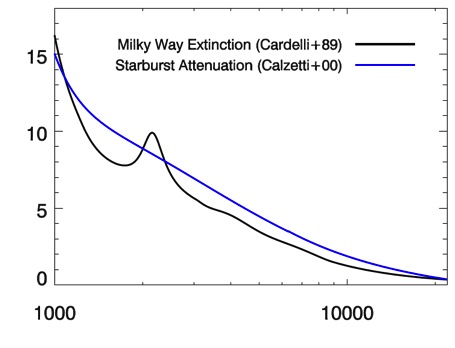 15
Milky Way Extinction (Cardelli+89)
Starburst Attenuation (Calzetti+00)
10
5
0
1000 10000